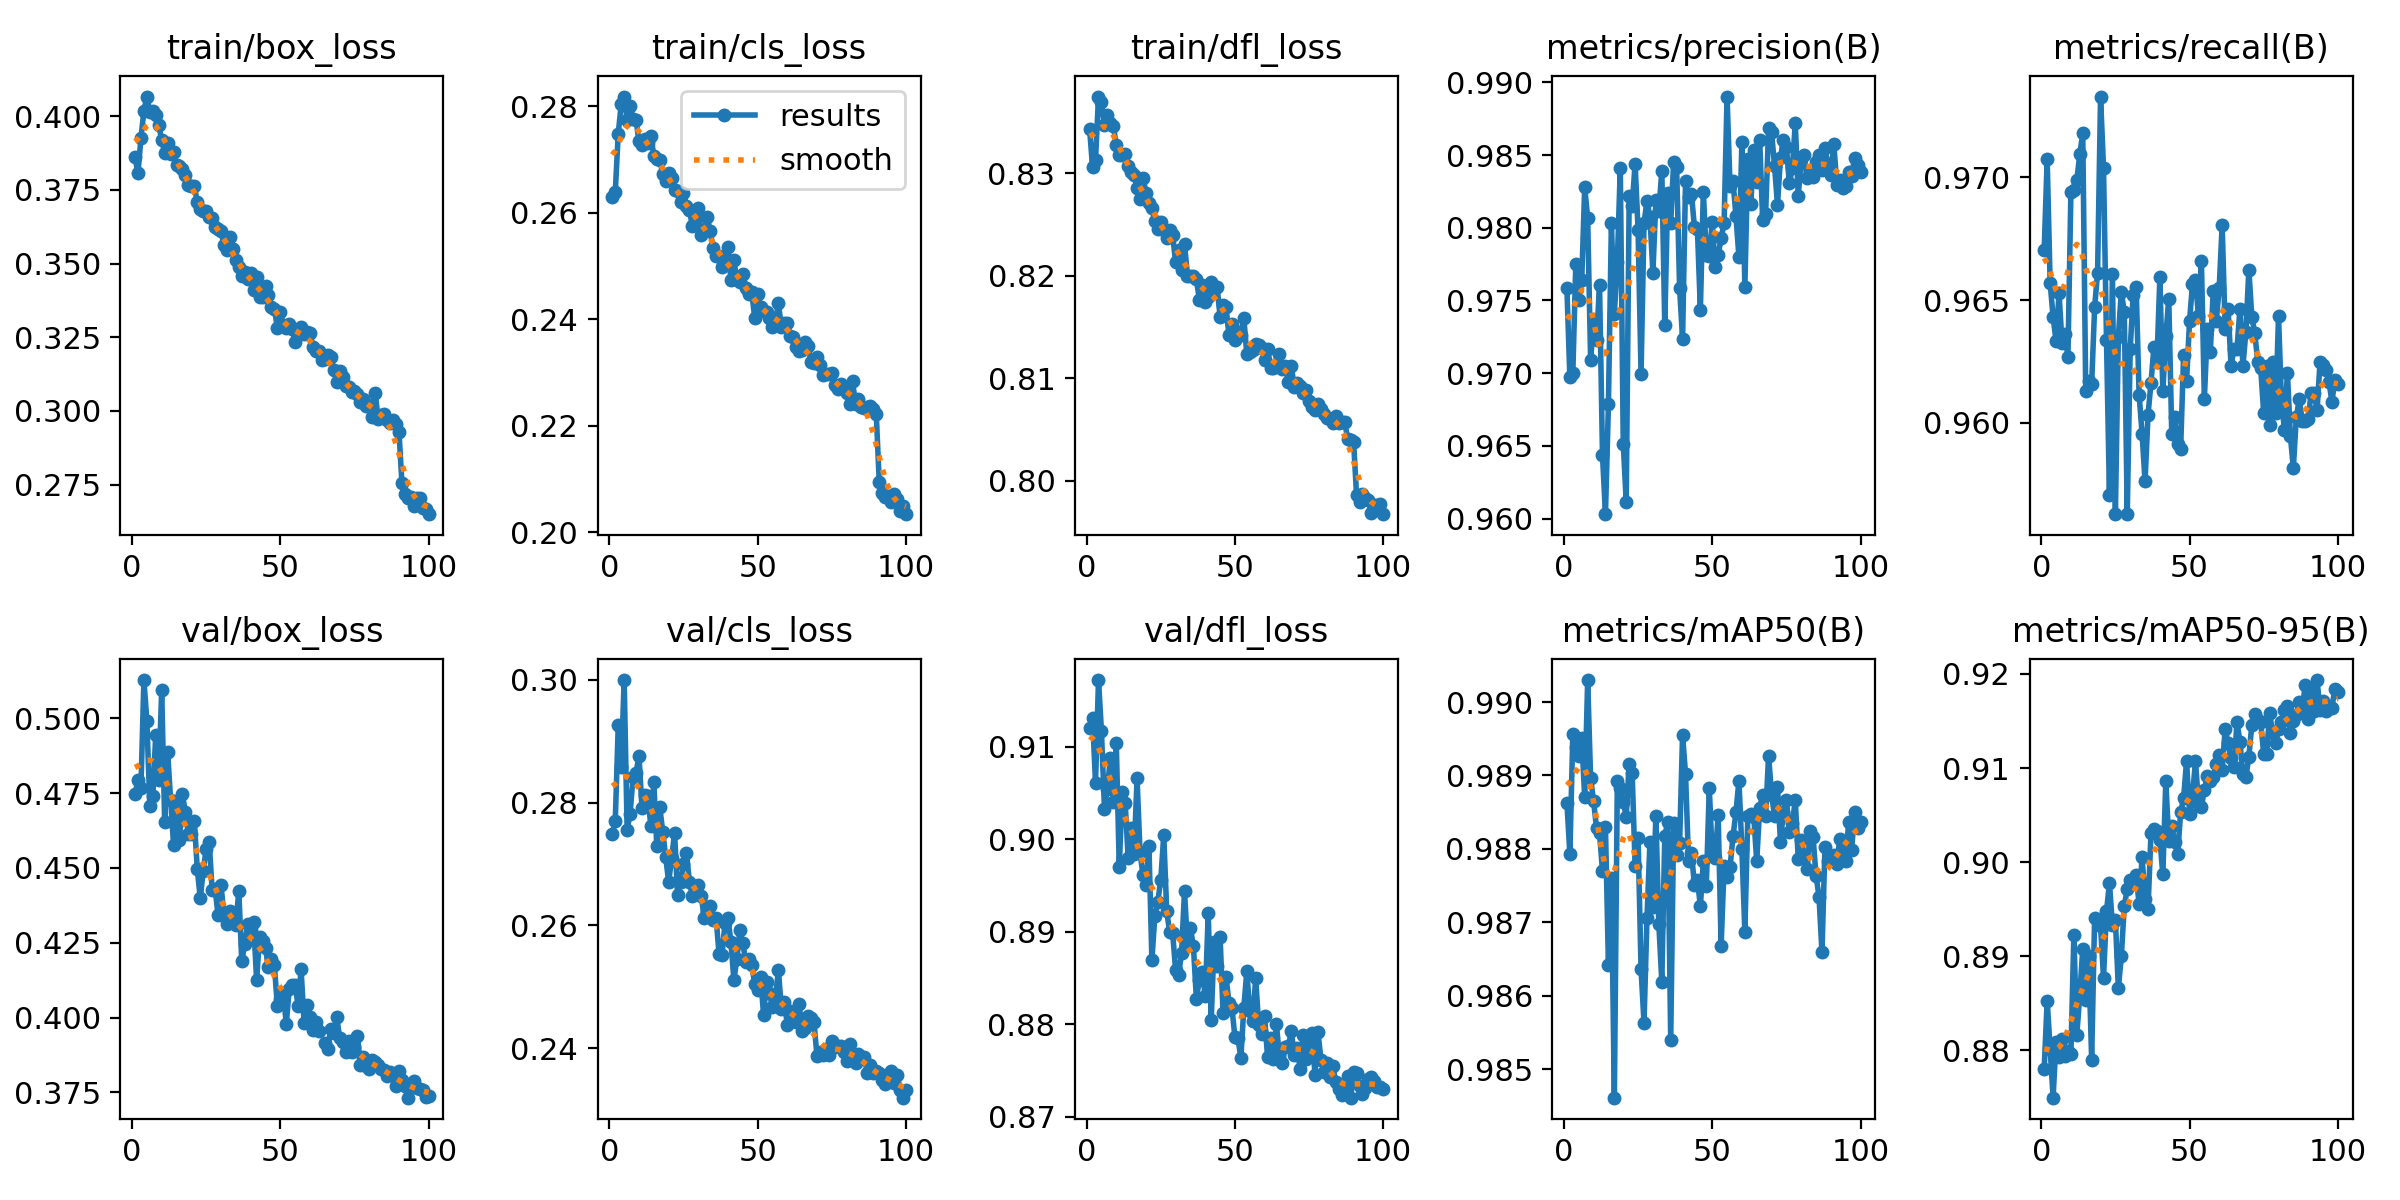 train/box_loss
0.400
0.375
0.350
0.325
0.300
0.275
0 50 100
train/cls_loss
results
smooth
0.28
0.26
0.24
0.22
0.20
0 50 100
train/dfl_loss
0.83
0.82
0.81
0.80
0 50 100
metrics/precision(B)
0.990
0.985
0.980
0.975
0.970
0.965
0.960
0 50 100
metrics/recall(B)
0.970
0.965
0.960
0 50 100
val/box_loss
0.500
0.475
0.450
0.425
0.400
0.375
0 50 100
val/cls_loss
0.30
0.28
0.26
0.24
0 50 100
val/dfl_loss
0.91
0.90
0.89
0.88
0.87
0 50 100
metrics/mAP50(B)
0.990
0.989
0.988
0.987
0.986
0.985
0 50 100
metrics/mAP50-95(B)
0.92
0.91
0.90
0.89
0.88
0 50 100